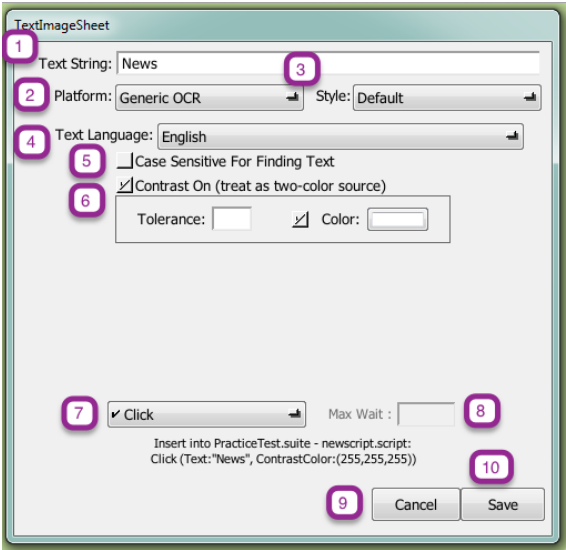 TextImageSheet
1
Text String: News
2 Platform: Generic OCR 3 Style: Default
4 Text Language: English
5 Case Sensitive For Finding Text
6 Contrast On (treat as two-color source)
Tolerance: Color:
7 Click Max Wait : 8
Insert into PracticeTest.suite - newscript.script:
Click (Text:"News", ContrastColor:(255,255,255))
10
9 Cancel Save